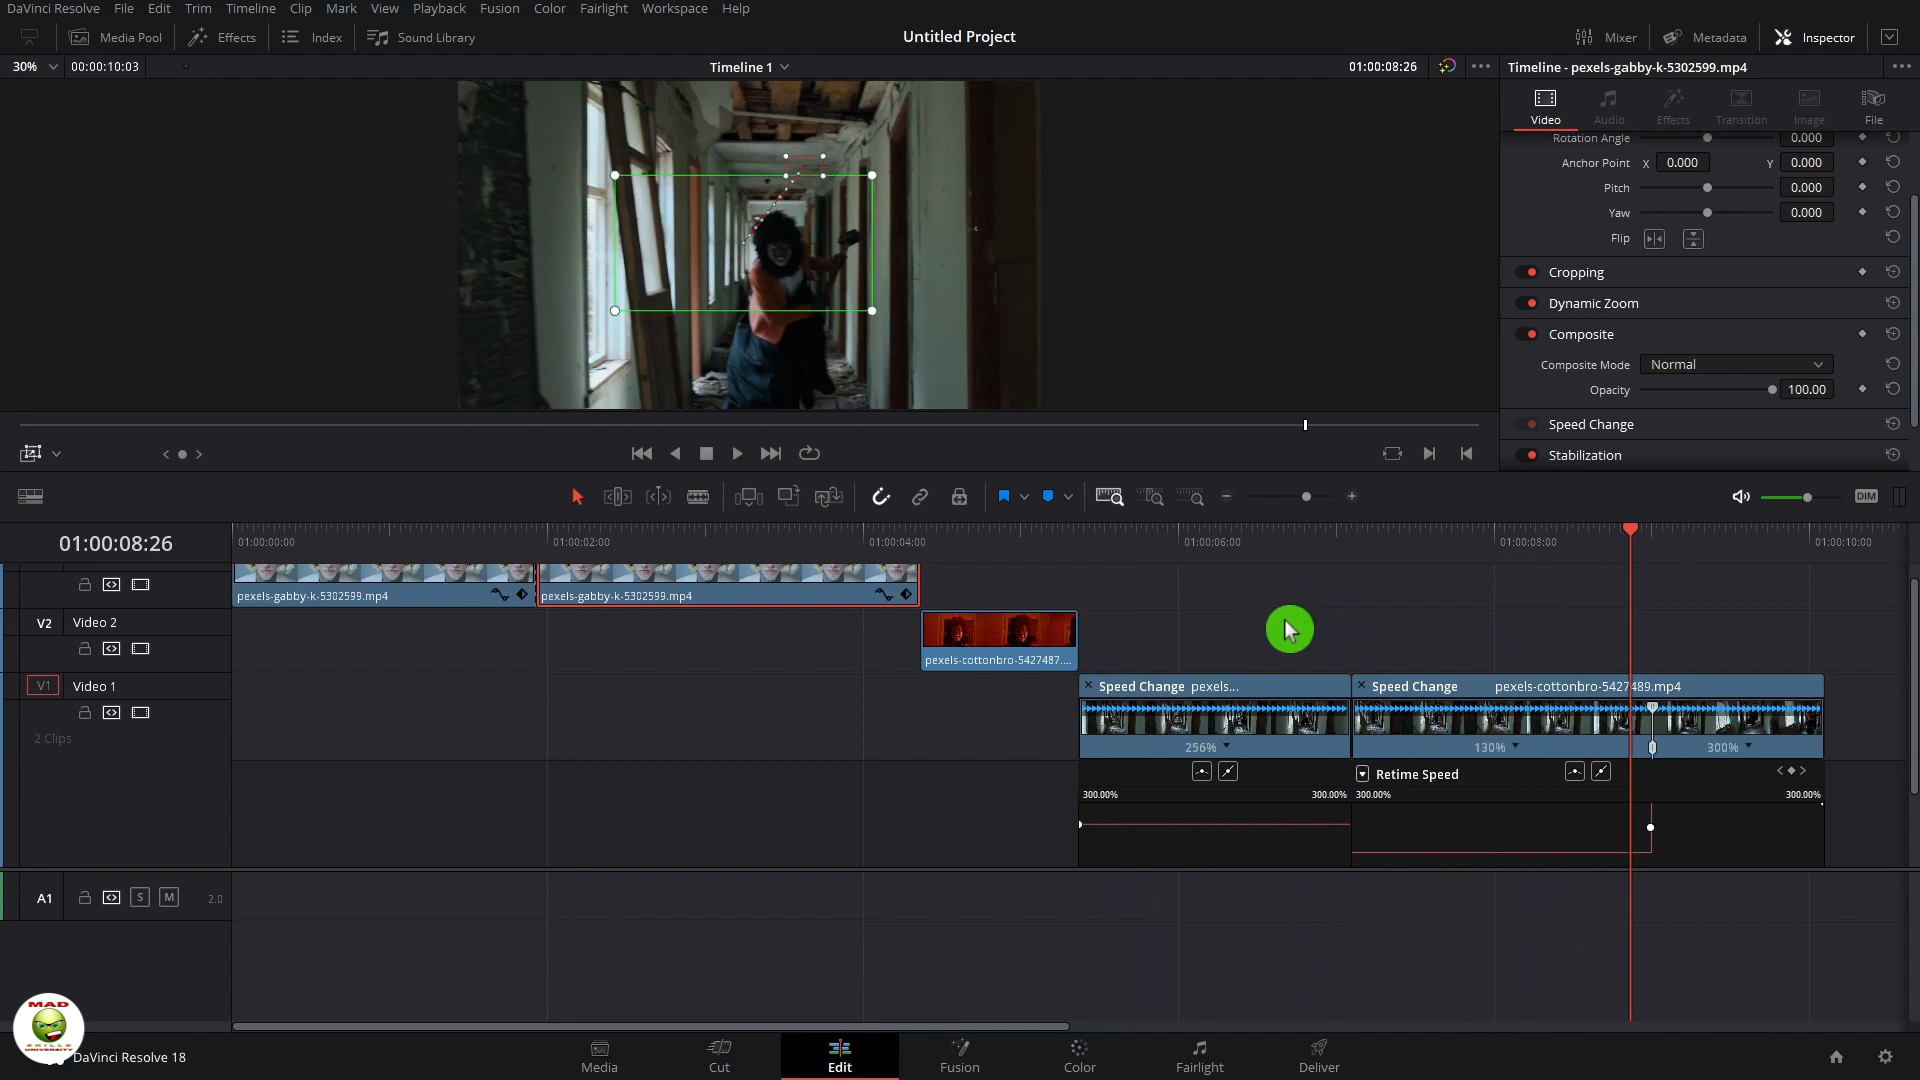 DaVinci Resolve File Edit Trim Timeline Clip Mark View Playback Fusion Color Fairlight Workspace Help
Media Pool Effects Index Sound Library Untitled Project Mixer Metadata Inspector
30% 00:00:10:03 Timeline 1 01:00:08:26 Timeline - pexels-gabby-k-5302599.mp4
Video Audio Effects Transition Image File
Rotation Angle 0.000
Anchor Point X 0.000 Y 0.000
Pitch 0.000
Yaw 0.000
Flip
Cropping
Dynamic Zoom
Composite
Composite Mode Normal
Opacity 100.00
Speed Change
Stabilization
DIM
01:00:08:26 01:00:00:00 01:00:02:00 01:00:04:00 01:00:06:00 01:00:08:00 01:00:10:00
pexels-gabby-k-5302599.mp4 pexels-gabby-k-5302599.mp4
V2 Video 2
pexels-cottonbro-5427487....
V1 Video 1 Speed Change pexels... Speed Change pexels-cottonbro-5427489.mp4
2 Clips 256% 130% 300%
Retime Speed
300.00% 300.00% 300.00% 300.00%
A1 S M 2.0
MAD
SKILLS
UNIVERSITY
DaVinci Resolve 18
Media Cut Edit Fusion Color Fairlight Deliver